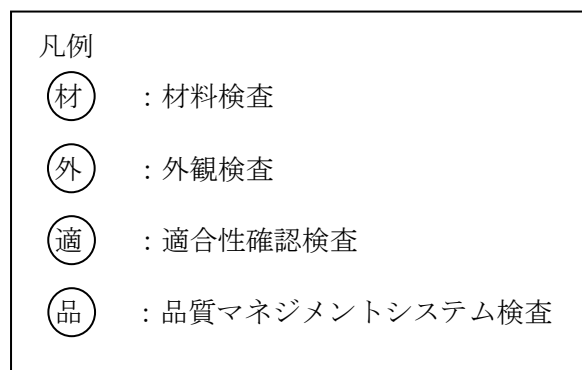 凡例
材 ：材料検査
外 ：外観検査
適 ：適合性確認検査
品 ：品質マネジメントシステム検査